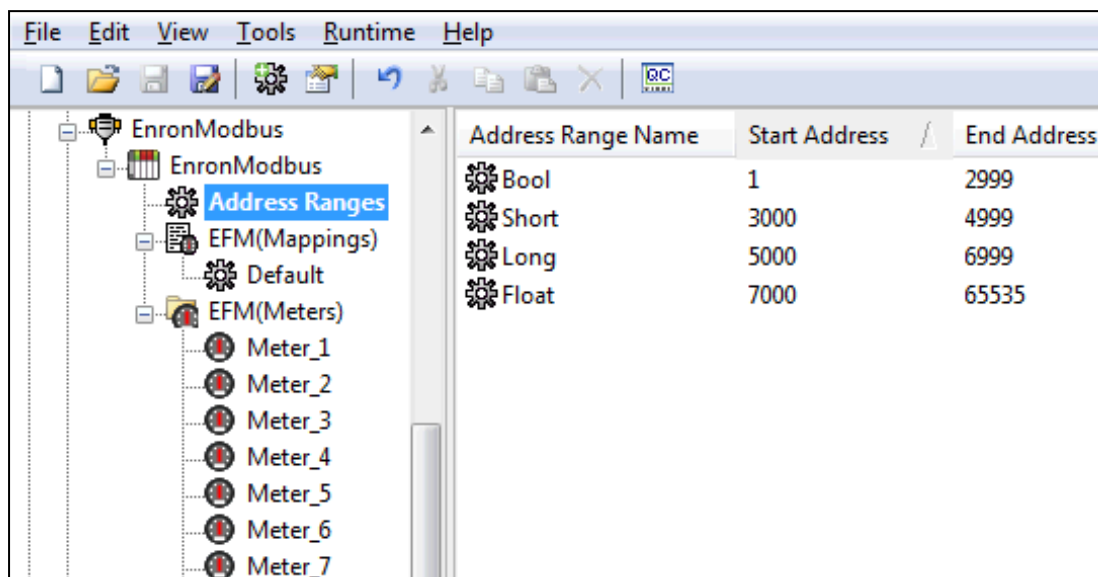 File Edit View Tools Runtime Help
QC
EnronModbus
EnronModbus
Address Ranges
EFM(Mappings)
Default
EFM(Meters)
Meter_1
Meter_2
Meter_3
Meter_4
Meter_5
Meter_6
Meter_7
Address Range Name Start Address End Address
Bool 1 2999
Short 3000 4999
Long 5000 6999
Float 7000 65535